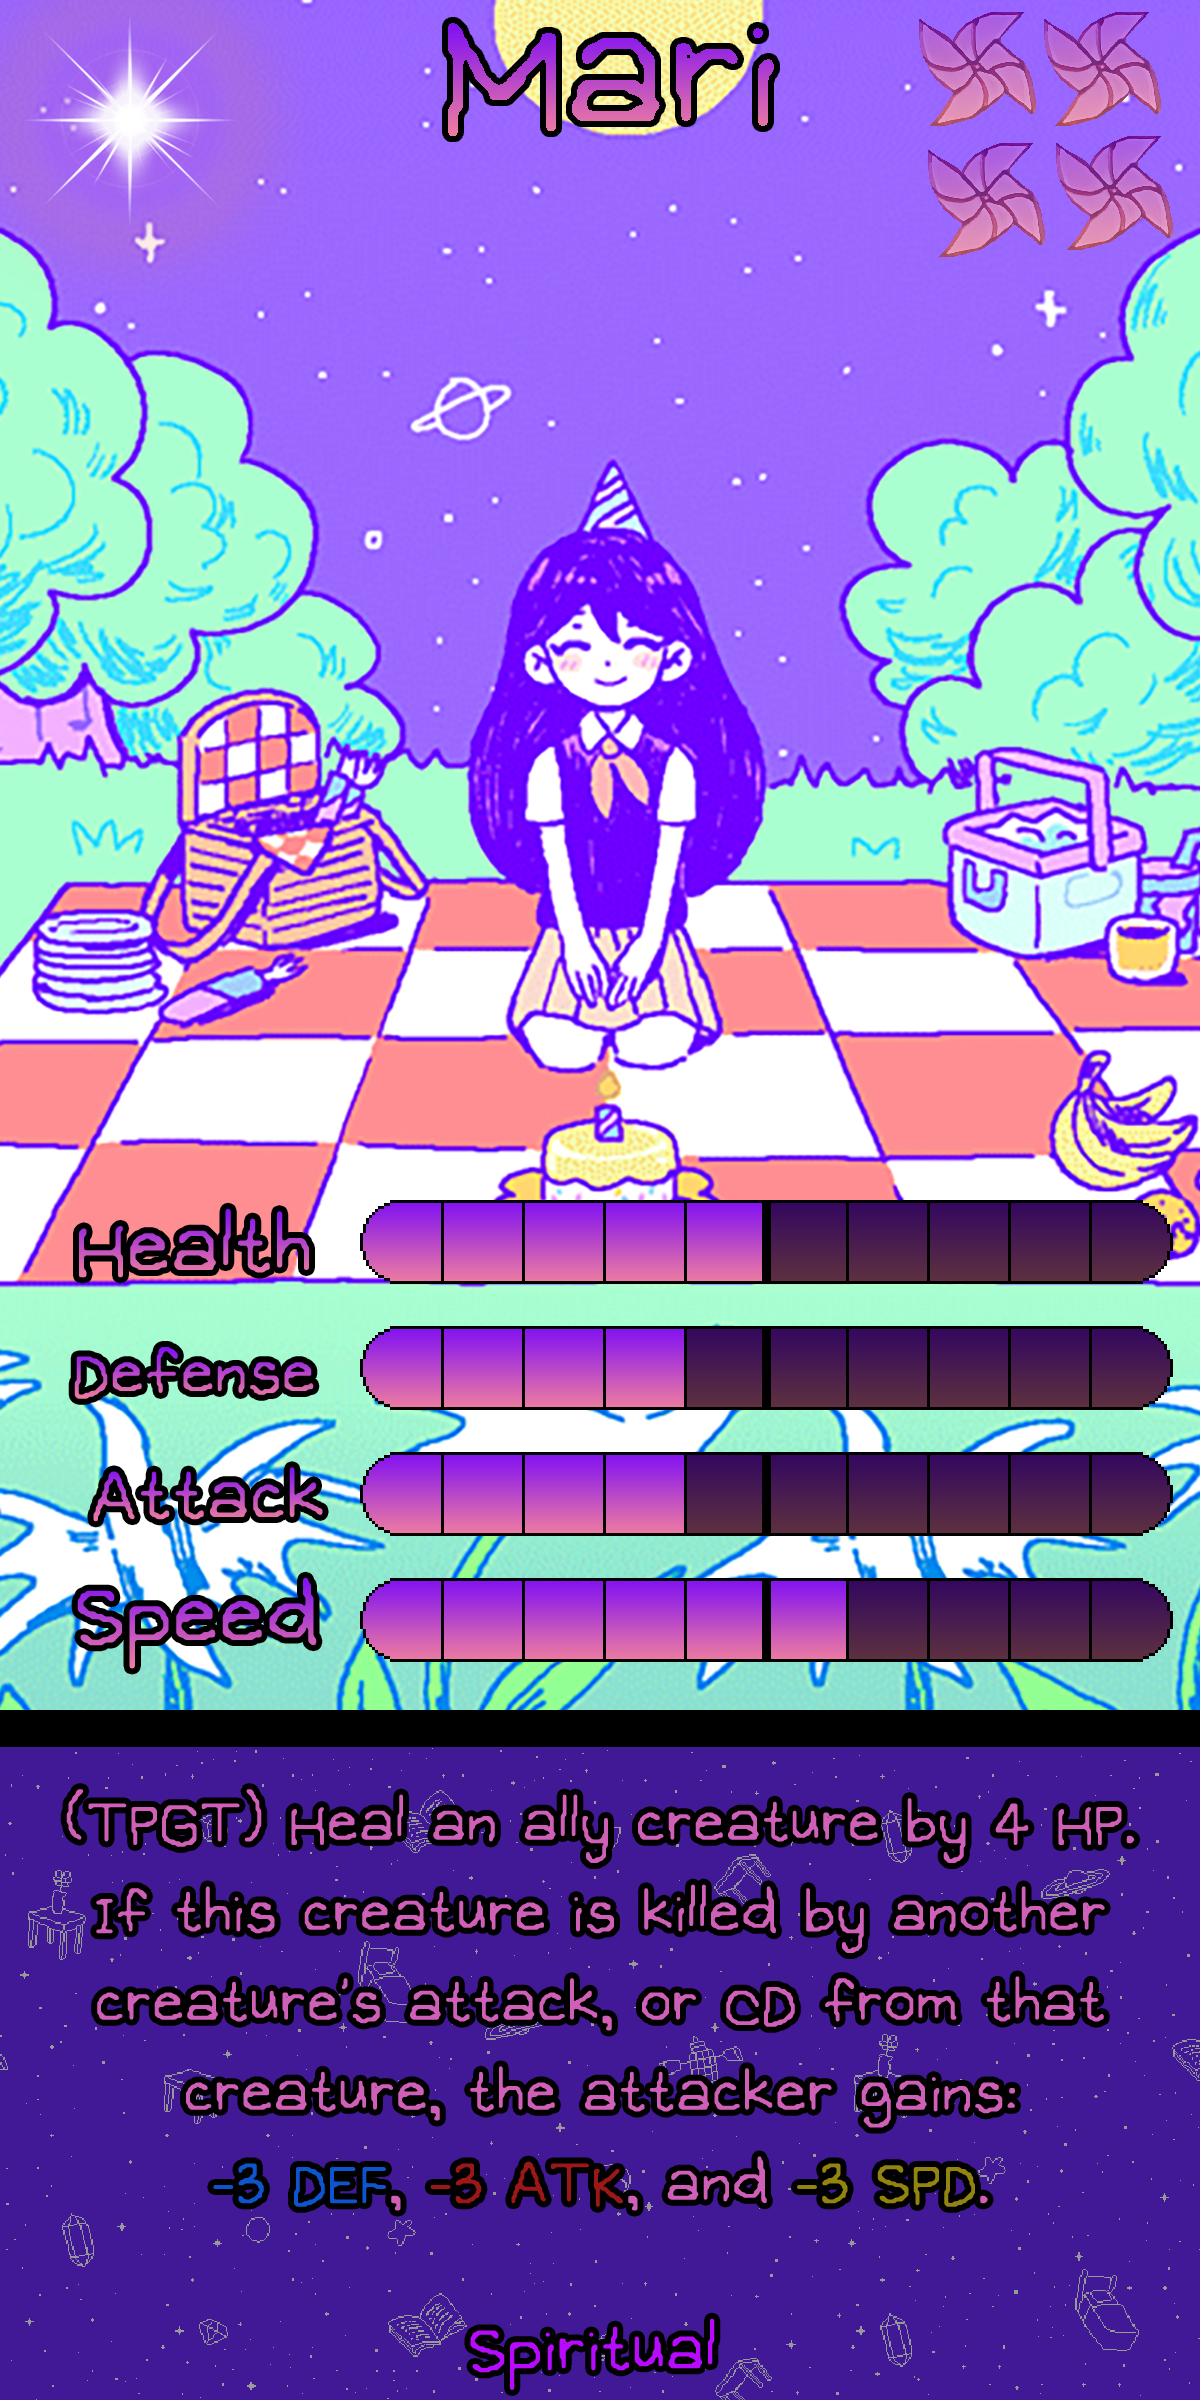 Mari
Health
Defense
Attack
Speed
(TPGT) Heal an ally creature by 4 HP.
If this creature is killed by another
creature's attack, or CD from that
creature, the attacker gains:
-3 DEF, -3 ATK, and -3 SPD.
Spiritual